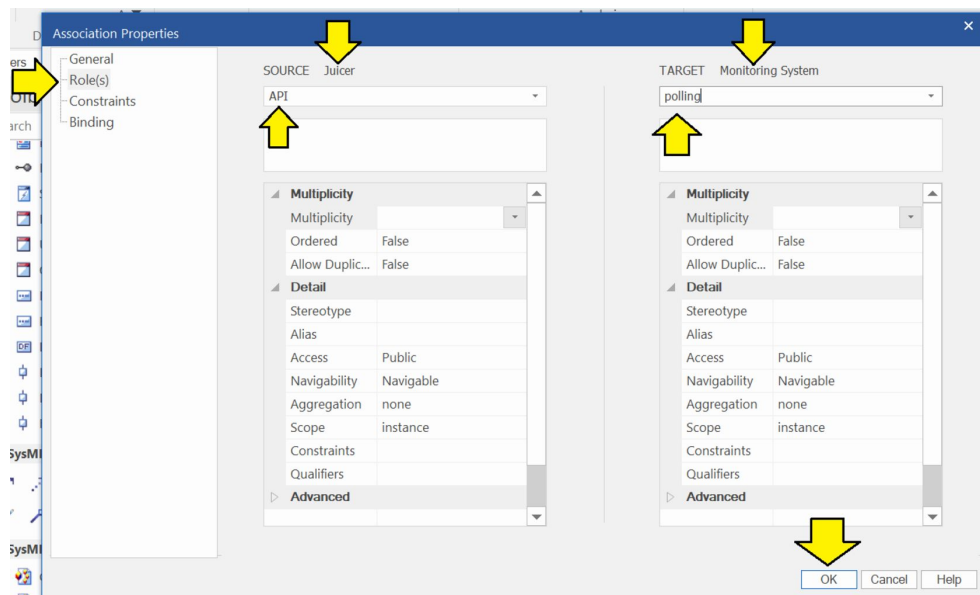 Association Properties
General
Role(s)
Constraints
Binding
SOURCE Juicer
API
Multiplicity
Multiplicity
Ordered False
Allow Duplic... False
Detail
Stereotype
Alias
Access Public
Navigability Navigable
Aggregation none
Scope instance
Constraints
Qualifiers
Advanced
TARGET Monitoring System
polling
Multiplicity
Multiplicity
Ordered False
Allow Duplic... False
Detail
Stereotype
Alias
Access Public
Navigability Navigable
Aggregation none
Scope instance
Constraints
Qualifiers
Advanced
OK Cancel Help